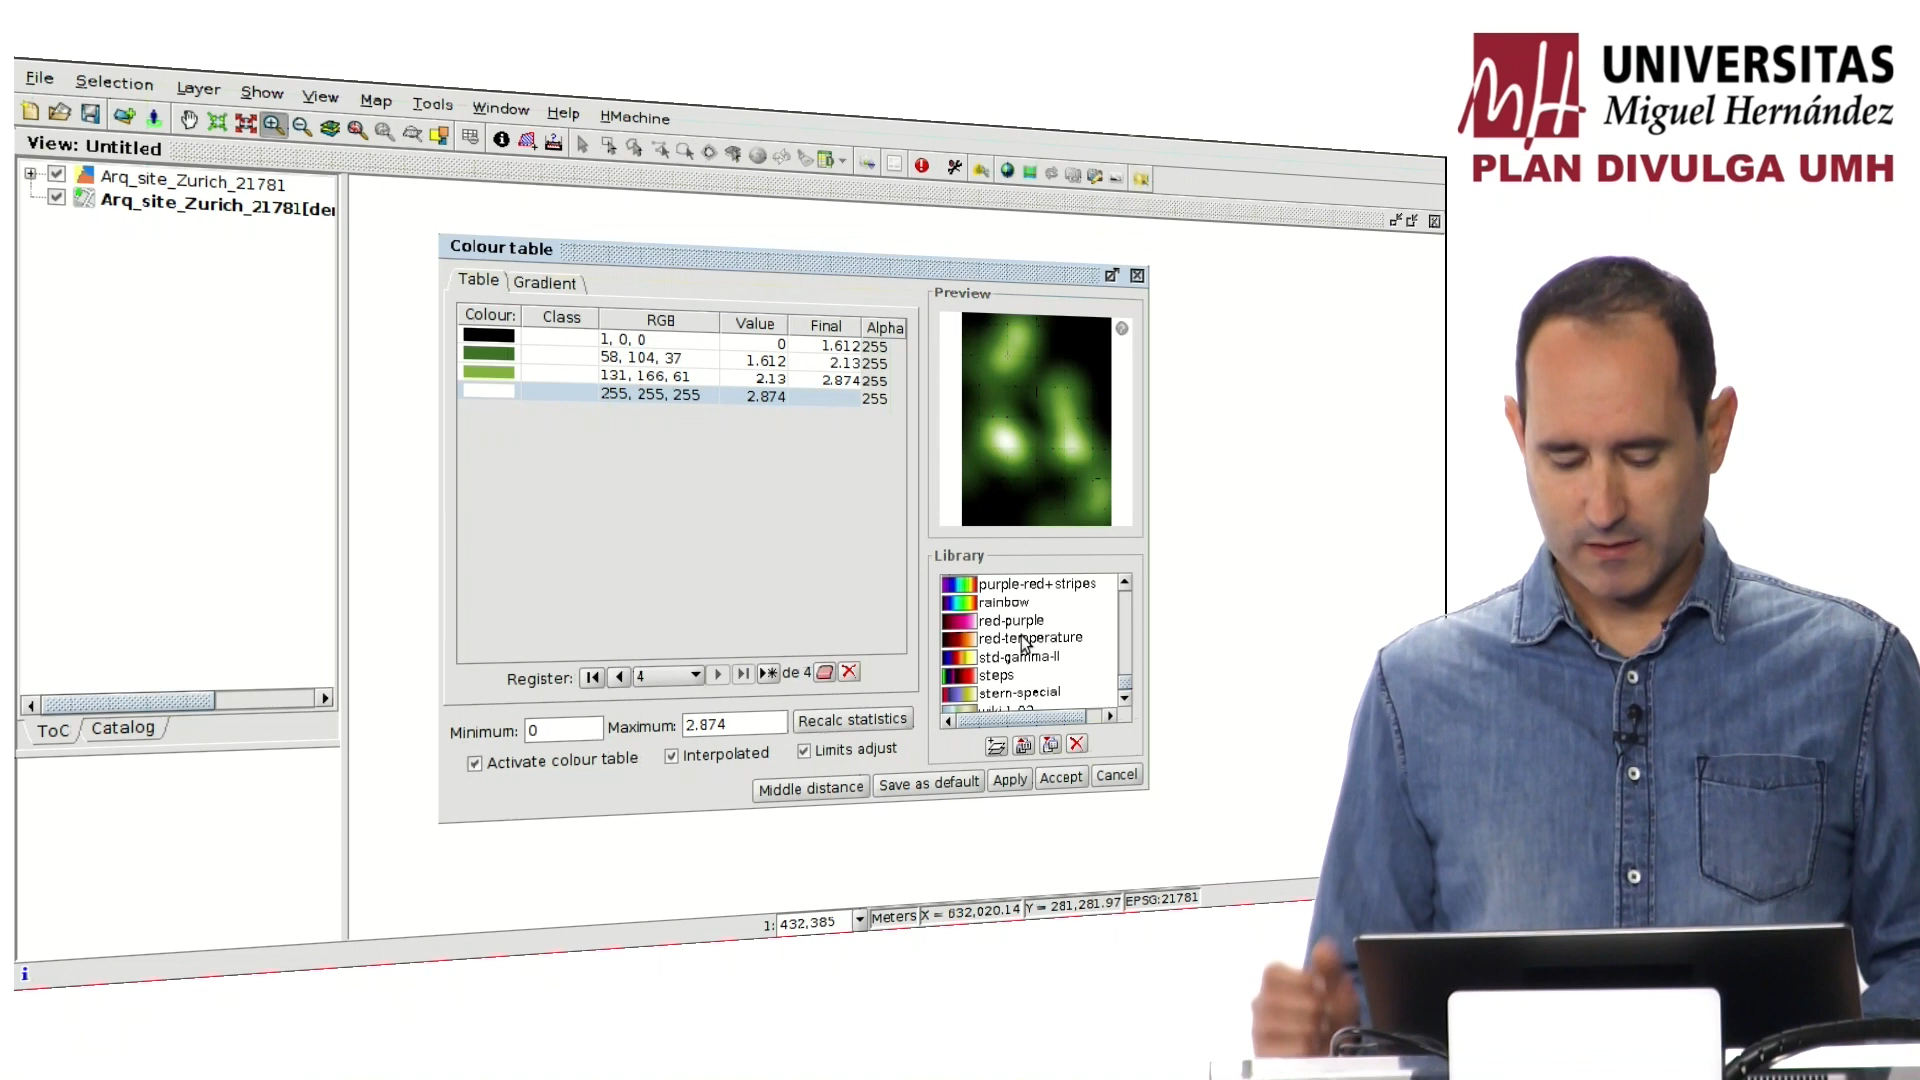 UNIVERSITAS
Miguel Hernández
PLAN DIVULGA UMH
File Selection Layer Show View Map Tools Window Help HMachine
View: Untitled
Arq_site_Zurich_21781
Arq_site_Zurich_21781[de
Colour table
Table Gradient
Colour: Class RGB Value Final Alpha
1, 0, 0 0 1.612 255
58, 104, 37 1.612 2.13 255
131, 166, 61 2.13 2.874 255
255, 255, 255 2.874 255
Preview
Library
purple-red+stripes
rainbow
red-purple
red-temperature
std-gamma-II
steps
stern-special
Register: 4 de 4
Minimum: 0 Maximum: 2.874 Recalc statistics
Activate colour table Interpolated Limits adjust
Middle distance Save as default Apply Accept Cancel
ToC Catalog
1: 432,385 Meters X = 632,020.14 Y = 281,281.97 EPSG:21781